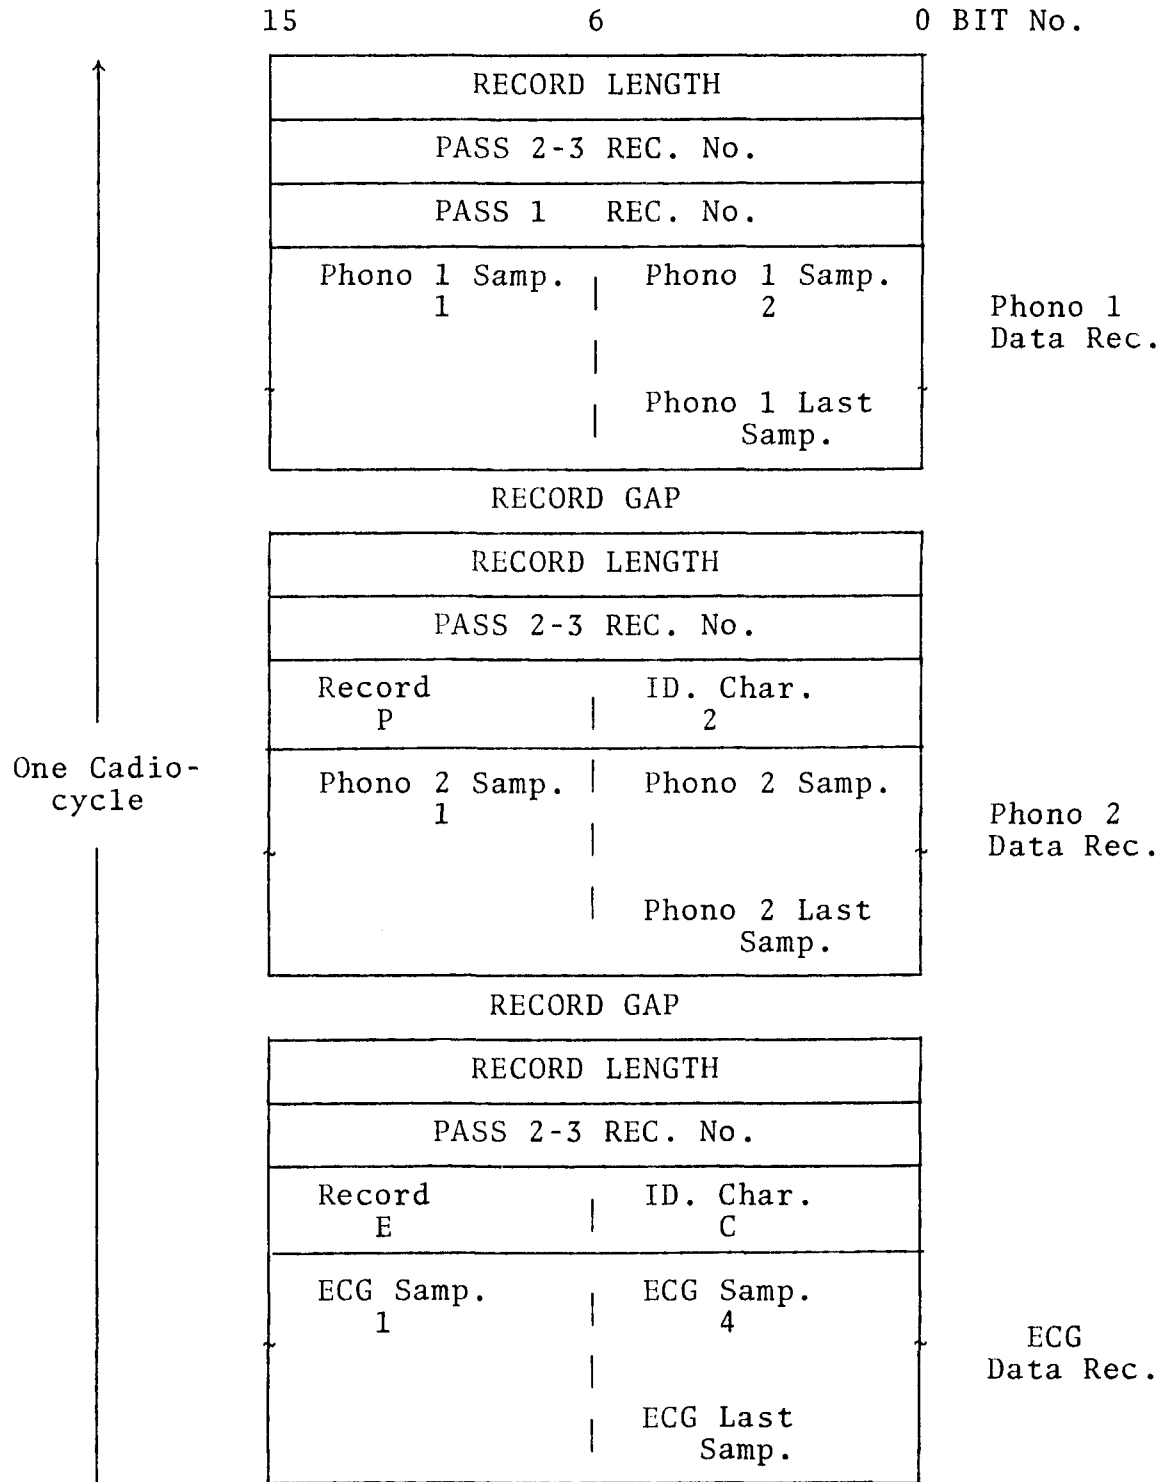 15 6 0 BIT No.
RECORD LENGTH
PASS 2-3 REC. No.
PASS 1 REC. No.
Phono 1 Samp. Phono 1 Samp.
1 2
Phono 1
Data Rec.
Phono 1 Last
Samp.
RECORD GAP
RECORD LENGTH
PASS 2-3 REC. No.
Record ID. Char.
P 2
One Cadio-
cycle
Phono 2 Samp. Phono 2 Samp.
1
Phono 2
Data Rec.
Phono 2 Last
Samp.
RECORD GAP
RECORD LENGTH
PASS 2-3 REC. No.
Record ID. Char.
E C
ECG Samp. ECG Samp.
1 4
ECG
Data Rec.
ECG Last
Samp.